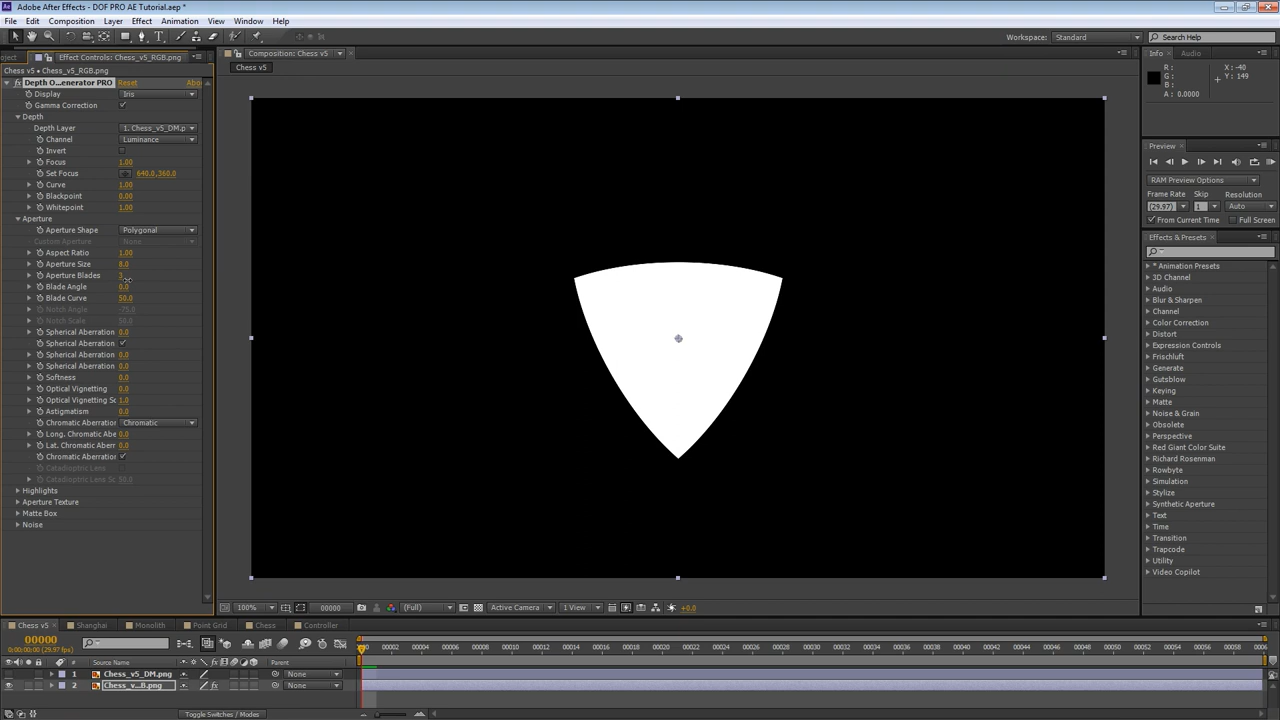 Adobe After Effects - DOF PRO AE Tutorial.aep *
File Edit Composition Layer Effect Animation View Window Help
Workspace: Standard Search Help
oject Effect Controls: Chess_v5_RGB.png
Composition: Chess v5
Info Audio
Chess v5 • Chess_v5_RGB.png
Chess v5
R:
G:
B:
A: 0.0000
X: -40
Y: 149
Depth O...enerator PRO Reset Abo
Display Iris
Gamma Correction
Depth
Depth Layer 1. Chess_v5_DM.p
Channel Luminance
Invert
Focus 1.00
Set Focus 640.0,360.0
Curve 1.00
Blackpoint 0.00
Whitepoint 1.00
Aperture
Aperture Shape Polygonal
Custom Aperture None
Aspect Ratio 1.00
Aperture Size 8.0
Aperture Blades 3
Blade Angle 0.0
Blade Curve 50.0
Notch Angle -75.0
Notch Scale 50.0
Spherical Aberration 0.0
Spherical Aberration
Spherical Aberration 0.0
Spherical Aberration 0.0
Softness 0.0
Optical Vignetting 0.0
Optical Vignetting Sc 1.0
Astigmatism 0.0
Chromatic Aberration Chromatic
Long. Chromatic Abe 0.0
Lat. Chromatic Aberr 0.0
Chromatic Aberration
Catadioptric Lens
Catadioptric Lens Sc 50.0
Highlights
Aperture Texture
Matte Box
Noise
Preview
RAM Preview Options
Frame Rate Skip Resolution
(29.97) 1 Auto
From Current Time Full Screen
Effects & Presets
* Animation Presets
3D Channel
Audio
Blur & Sharpen
Channel
Color Correction
Distort
Expression Controls
Frischluft
Generate
Gutsblow
Keying
Matte
Noise & Grain
Obsolete
Perspective
Red Giant Color Suite
Richard Rosenman
Rowbyte
Simulation
Stylize
Synthetic Aperture
Text
Time
Transition
Trapcode
Utility
Video Copilot
100% 00000 (Full) Active Camera 1 View +0.0
Chess v5 Shanghai Monolith Point Grid Chess Controller
00000
0;00;00;00 (29.97 fps)
00 00002 00004 00006 00008 00010 00012 00014 00016 00018 00020 00022 00024 00026 00028 00030 00032 00034 00036 00038 00040 00042 00044 00046 00048 00050 00052 00054 00056 00058 0006
# Source Name Parent
1 Chess_v5_DM.png None
2 Chess_v...B.png None
Toggle Switches / Modes